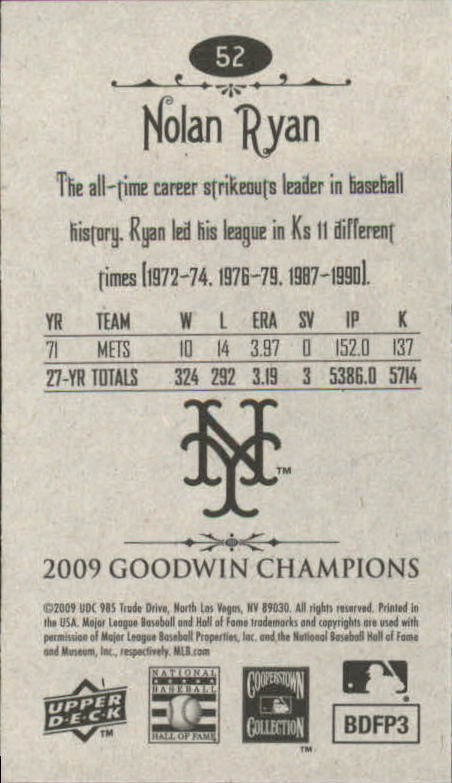 52
Nolan Ryan
The all-time career strikeouts leader in baseball
history. Ryan led his league in Ks 11 different
times (1972-74, 1976-79, 1987-1990).
YR TEAM W L ERA SV IP K
71 METS 10 14 3.97 0 152.0 137
27-YR TOTALS 324 292 3.19 3 5386.0 5714
NY TM
2009 GOODWIN CHAMPIONS
©2009 UDC 985 Trade Drive, North Las Vegas, NV 89030. All rights reserved. Printed in
the USA. Major League Baseball and Hall of Fame trademarks and copyrights are used with
permission of Major League Baseball Properties, Inc. and the National Baseball Hall of Fame
and Museum, Inc., respectively. MLB.com
UPPER
D·E·C·K
TM
NATIONAL
BASEBALL
HALL OF FAME
COOPERSTOWN
COLLECTION
TM
BDFP3